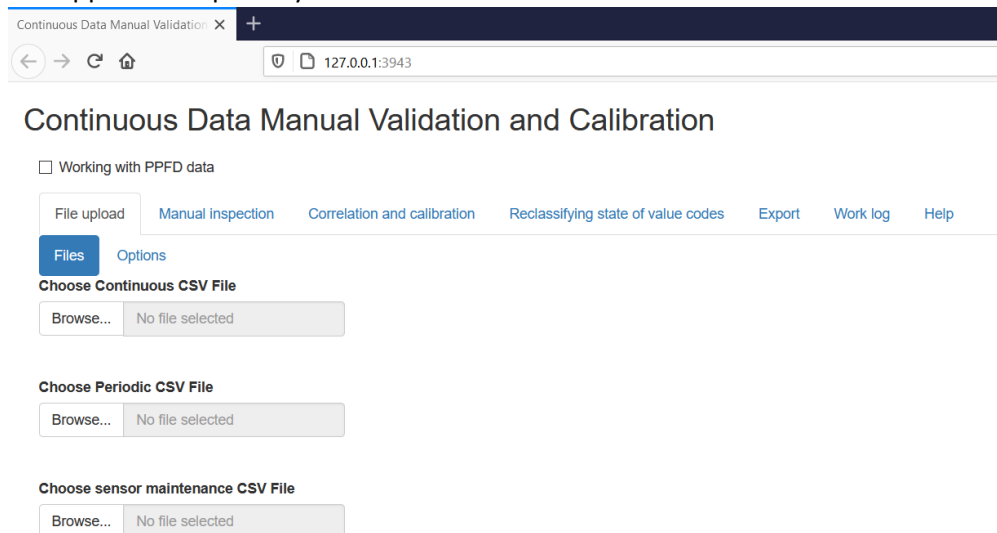 Continuous Data Manual Validation
127.0.0.1:3943
Continuous Data Manual Validation and Calibration
Working with PPFD data
File upload Manual inspection Correlation and calibration Reclassifying state of value codes Export Work log Help
Files Options
Choose Continuous CSV File
Browse... No file selected
Choose Periodic CSV File
Browse... No file selected
Choose sensor maintenance CSV File
Browse... No file selected